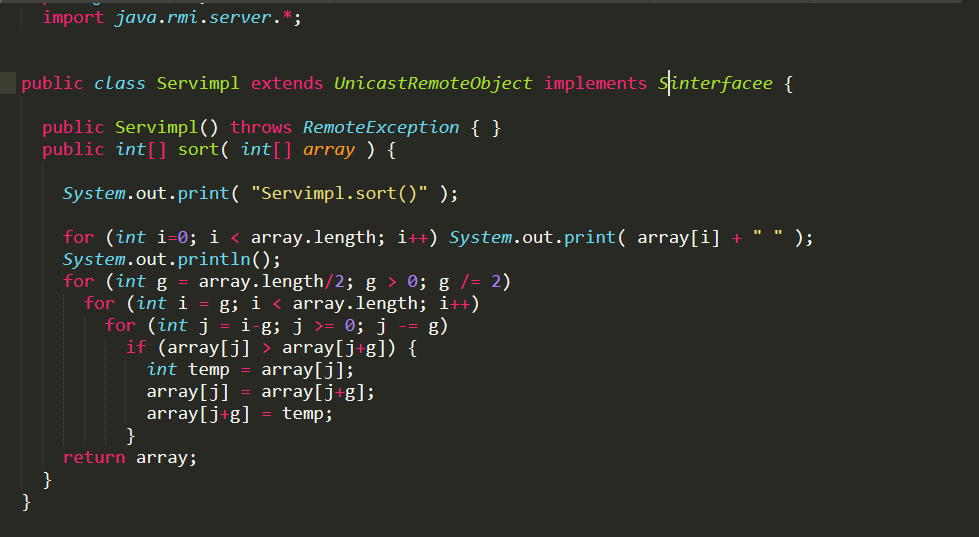 import java.rmi.server.*;
public class Servimpl extends UnicastRemoteObject implements Sinterfacee {
public Servimpl() throws RemoteException { }
public int[] sort( int[] array ) {
System.out.print( "Servimpl.sort()" );
for (int i=0; i < array.length; i++) System.out.print( array[i] + " " );
System.out.println();
for (int g = array.length/2; g > 0; g /= 2)
for (int i = g; i < array.length; i++)
for (int j = i-g; j >= 0; j -= g)
if (array[j] > array[j+g]) {
int temp = array[j];
array[j] = array[j+g];
array[j+g] = temp;
}
return array;
}
}